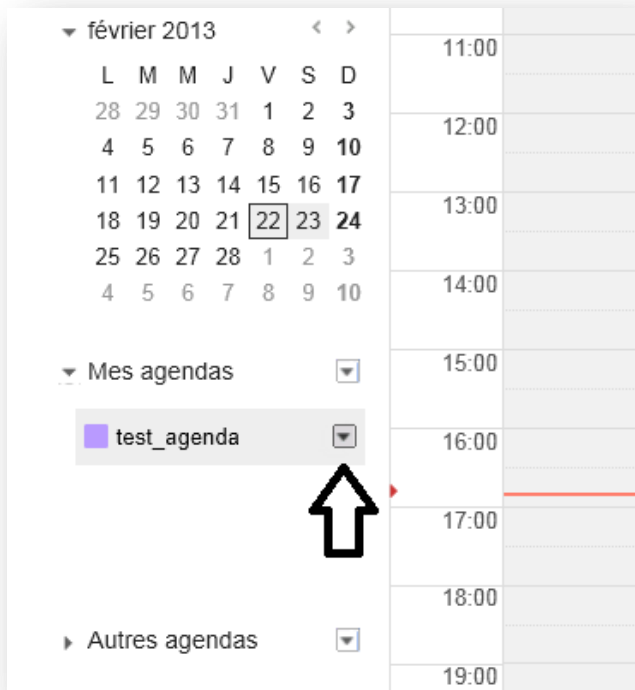 février 2013 < >
L M M J V S D
28 29 30 31 1 2 3
4 5 6 7 8 9 10
11 12 13 14 15 16 17
18 19 20 21 22 23 24
25 26 27 28 1 2 3
4 5 6 7 8 9 10
Mes agendas
test_agenda
Autres agendas
11:00
12:00
13:00
14:00
15:00
16:00
17:00
18:00
19:00